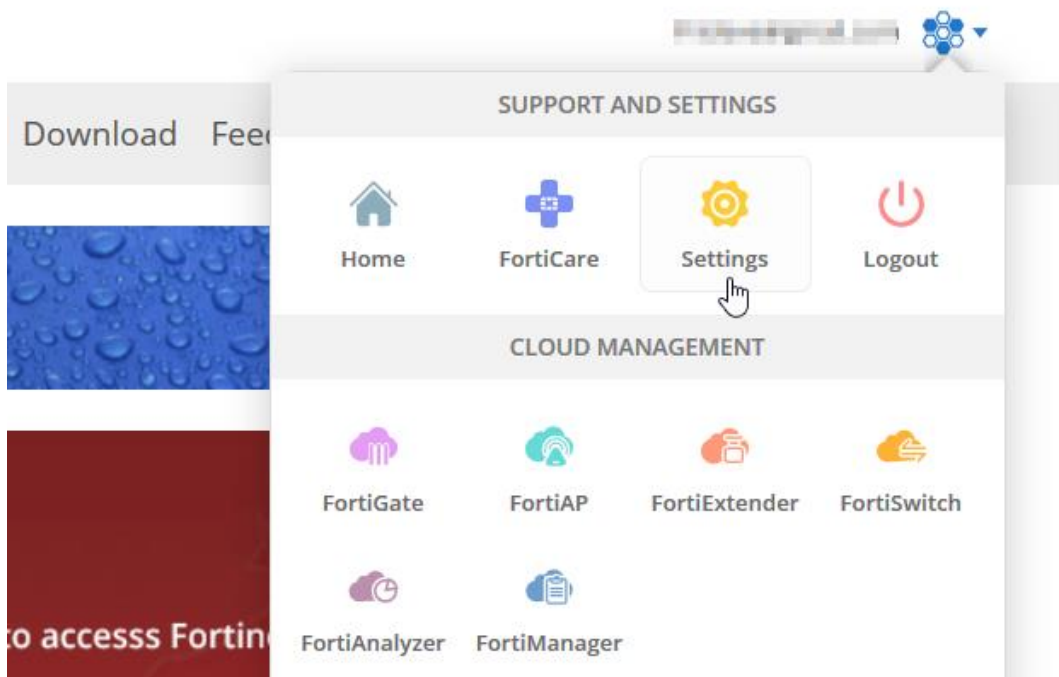 SUPPORT AND SETTINGS
Download Feed
Home FortiCare Settings Logout
CLOUD MANAGEMENT
FortiGate FortiAP FortiExtender FortiSwitch
to accesss Fortin
FortiAnalyzer FortiManager